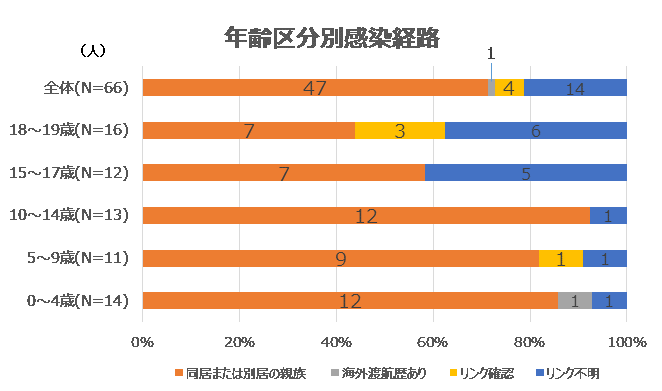 年齢区分別感染経路
(人)
1
全体(N=66) 47 4 14
18～19歳(N=16) 7 3 6
15～17歳(N=12) 7 5
10～14歳(N=13) 12 1
5～9歳(N=11) 9 1 1
0～4歳(N=14) 12 1 1
0% 20% 40% 60% 80% 100%
同居または別居の親族 海外渡航歴あり リンク確認 リンク不明